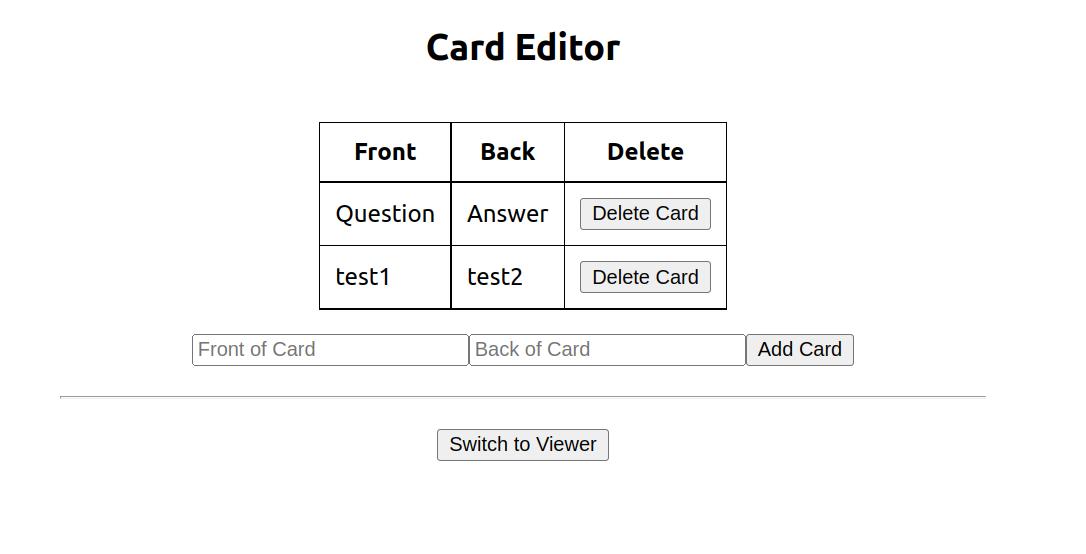 Card Editor
Front Back Delete
Question Answer Delete Card
test1 test2 Delete Card
Front of Card Back of Card Add Card
Switch to Viewer